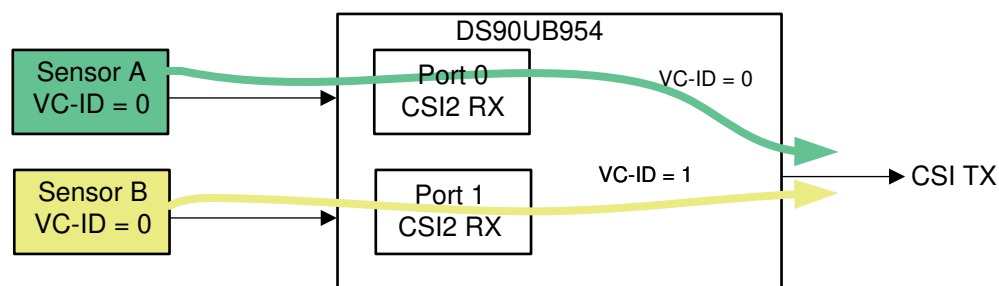 DS90UB954
Sensor A
VC-ID = 0
Port 0
CSI2 RX
VC-ID = 0
Sensor B
VC-ID = 0
Port 1
CSI2 RX
VC-ID = 1
CSI TX